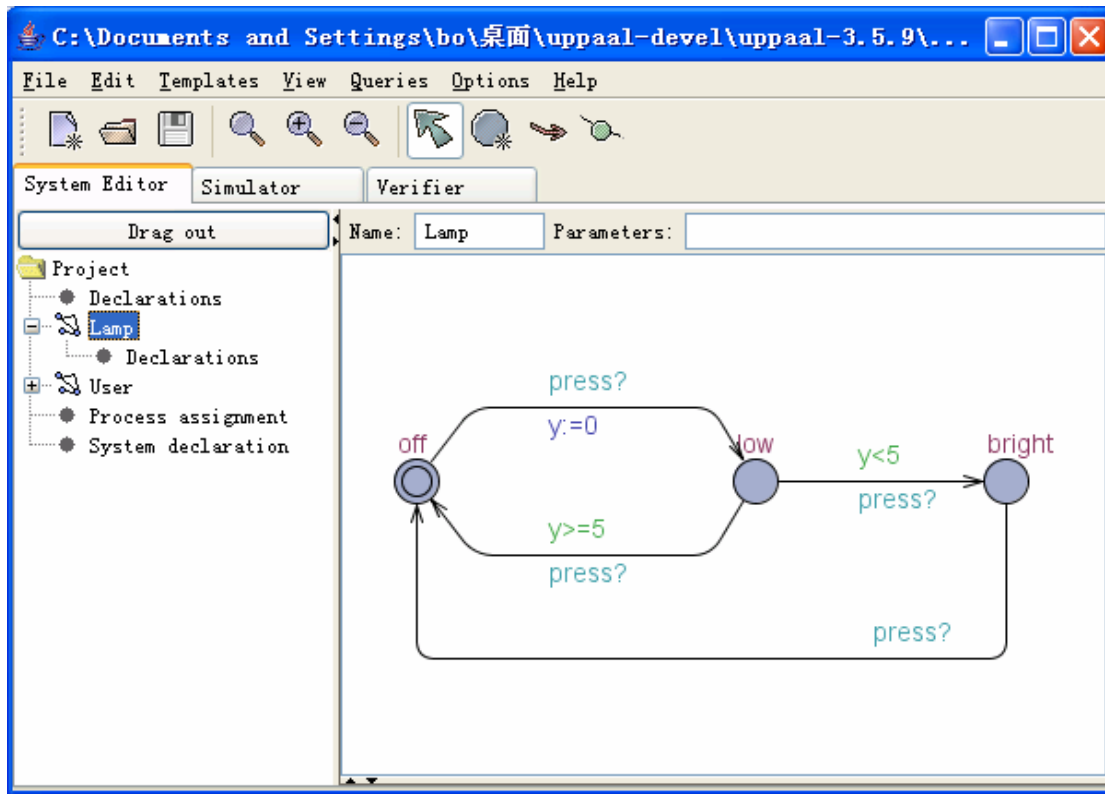 C:\Documents and Settings\bo\桌面\uppaal-devel\uppaal-3.5.9\...
File Edit Templates View Queries Options Help
System Editor Simulator Verifier
Drag out
Name: Lamp Parameters:
Project
Declarations
Lamp
Declarations
User
Process assignment
System declaration
press?
y:=0
off
low
y<5
bright
press?
y>=5
press?
press?